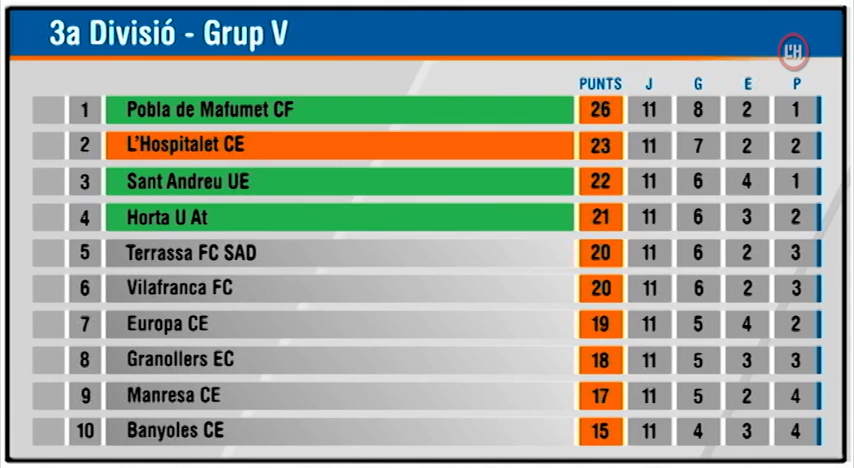 3a Divisió - Grup V
L'H
PUNTS J G E P
1 Pobla de Mafumet CF 26 11 8 2 1
2 L'Hospitalet CE 23 11 7 2 2
3 Sant Andreu UE 22 11 6 4 1
4 Horta U At 21 11 6 3 2
5 Terrassa FC SAD 20 11 6 2 3
6 Vilafranca FC 20 11 6 2 3
7 Europa CE 19 11 5 4 2
8 Granollers EC 18 11 5 3 3
9 Manresa CE 17 11 5 2 4
10 Banyoles CE 15 11 4 3 4